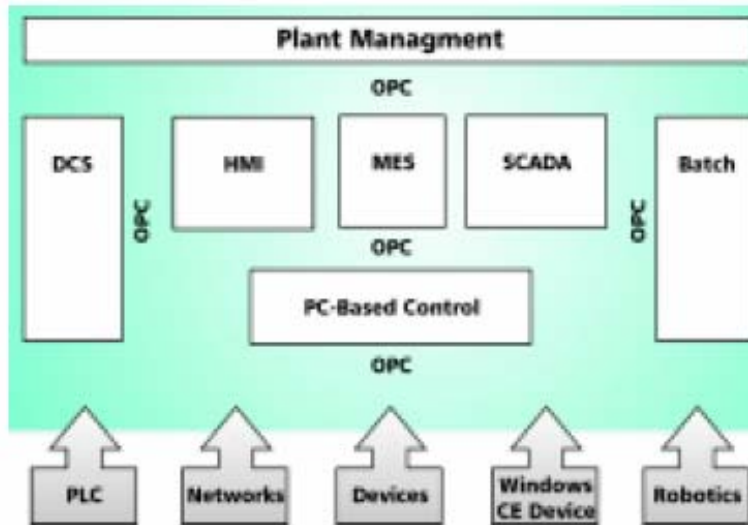 Plant Managment
OPC
DCS
HMI
MES
SCADA
Batch
OPC
OPC
OPC
PC-Based Control
OPC
PLC
Networks
Devices
Windows
CE Device
Robotics